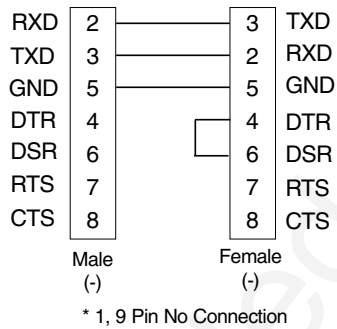 RXD 2 3 TXD
TXD 3 2 RXD
GND 5 5 GND
DTR 4 4 DTR
DSR 6 6 DSR
RTS 7 7 RTS
CTS 8 8 CTS
Male Female
(-) (-)
* 1, 9 Pin No Connection